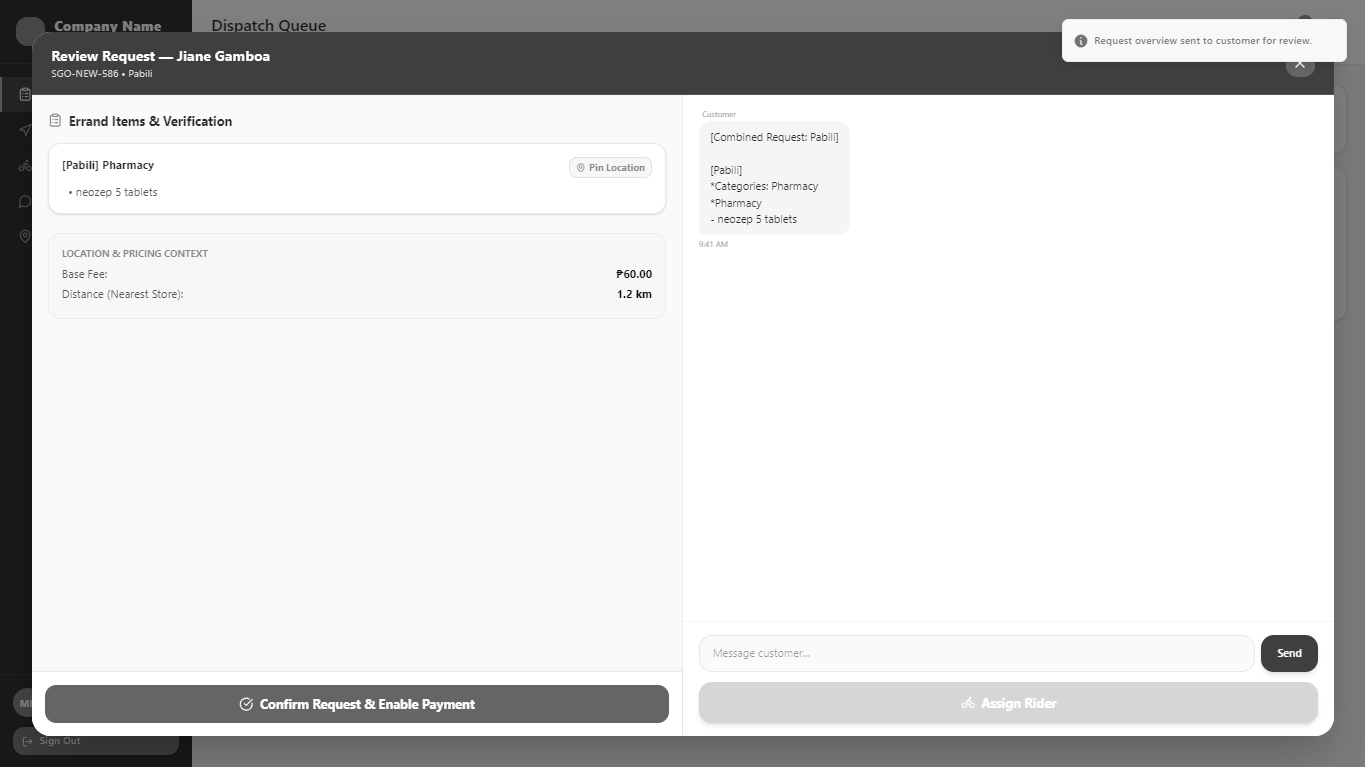 Company Name
Dispatch Queue
Request overview sent to customer for review.
Review Request — Jiane Gamboa
SGO-NEW-586 • Pabili
Errand Items & Verification
[Pabili] Pharmacy
Pin Location
• neozep 5 tablets
LOCATION & PRICING CONTEXT
Base Fee: ₱60.00
Distance (Nearest Store): 1.2 km
Confirm Request & Enable Payment
Customer
[Combined Request: Pabili]
[Pabili]
*Categories: Pharmacy
*Pharmacy
- neozep 5 tablets
9:41 AM
Message customer...
Send
Assign Rider
Sign Out